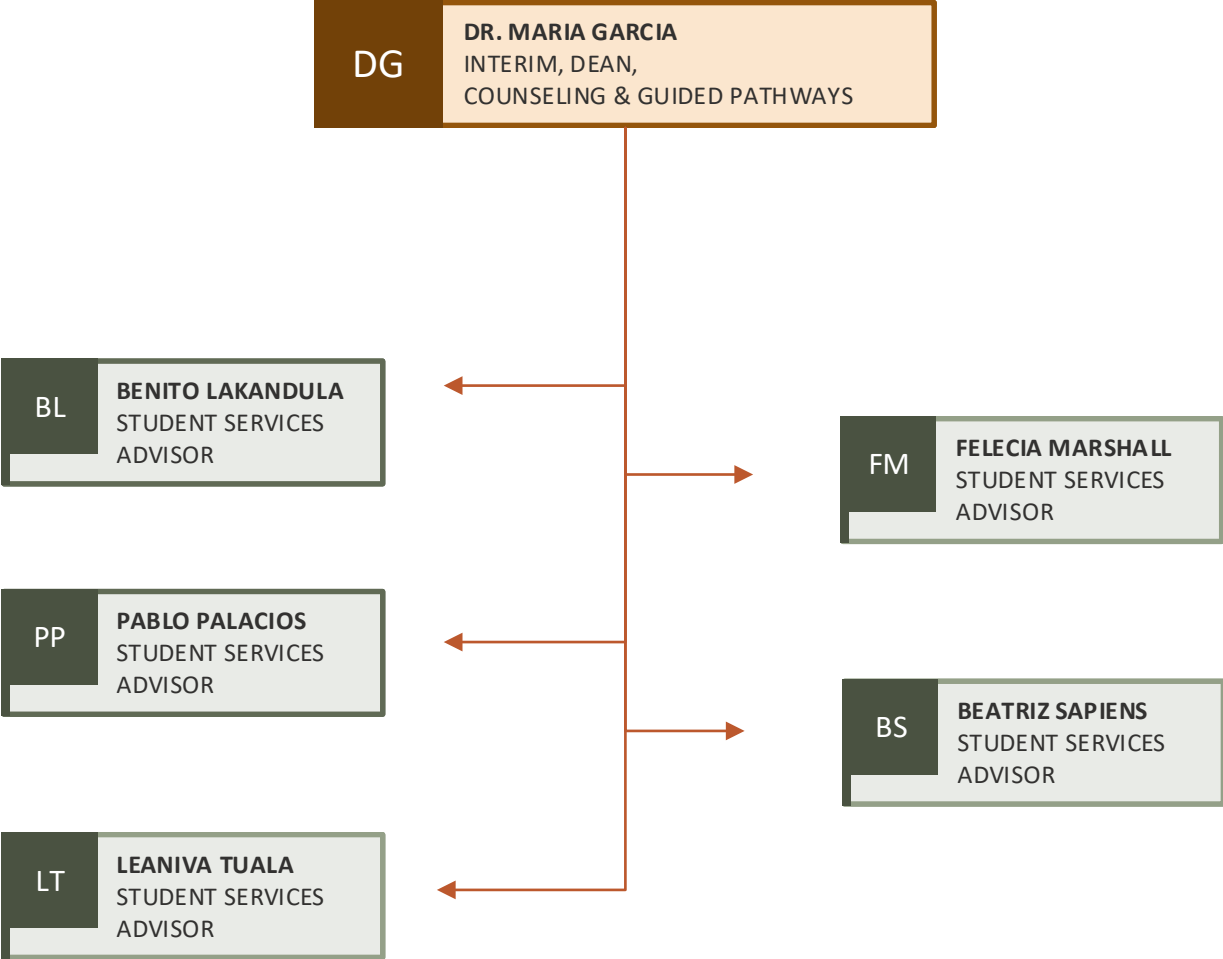 DG
DR. MARIA GARCIA
INTERIM, DEAN,
COUNSELING & GUIDED PATHWAYS
BL
BENITO LAKANDULA
STUDENT SERVICES
ADVISOR
FM
FELECIA MARSHALL
STUDENT SERVICES
ADVISOR
PP
PABLO PALACIOS
STUDENT SERVICES
ADVISOR
BS
BEATRIZ SAPIENS
STUDENT SERVICES
ADVISOR
LT
LEANIVA TUALA
STUDENT SERVICES
ADVISOR